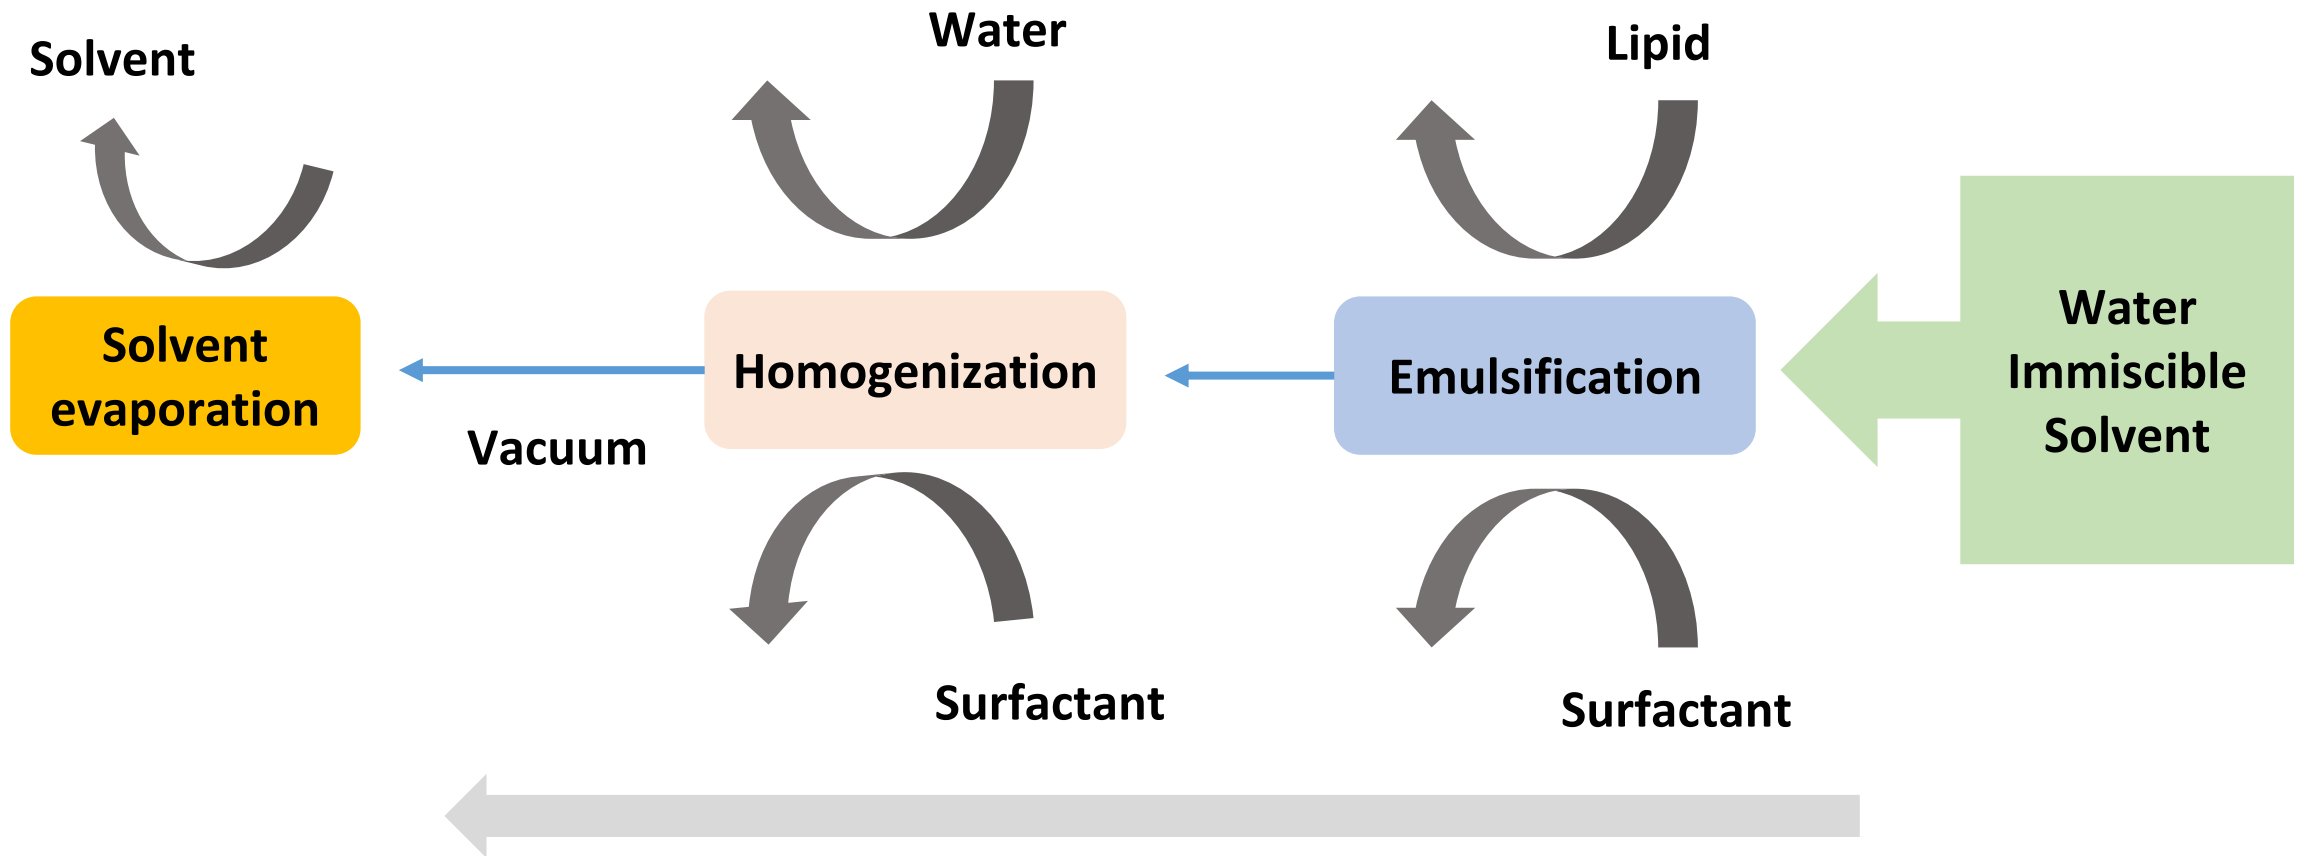 Solvent
Water
Lipid
Solvent
evaporation
Vacuum
Homogenization
Emulsification
Water
Immiscible
Solvent
Surfactant
Surfactant